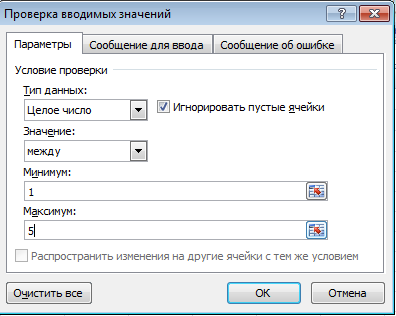 Проверка вводимых значений
Параметры Сообщение для ввода Сообщение об ошибке
Условие проверки
Тип данных:
Целое число Игнорировать пустые ячейки
Значение:
между
Минимум:
1
Максимум:
5
Распространить изменения на другие ячейки с тем же условием
Очистить все ОК Отмена